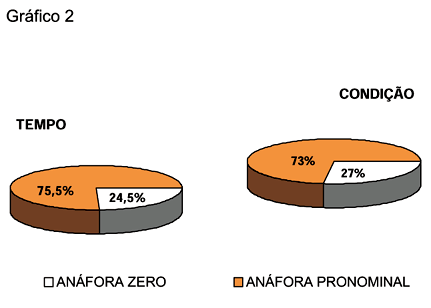 Gráfico 2
CONDIÇÃO
TEMPO
73%
27%
75,5%
24,5%
ANÁFORA ZERO
ANÁFORA PRONOMINAL